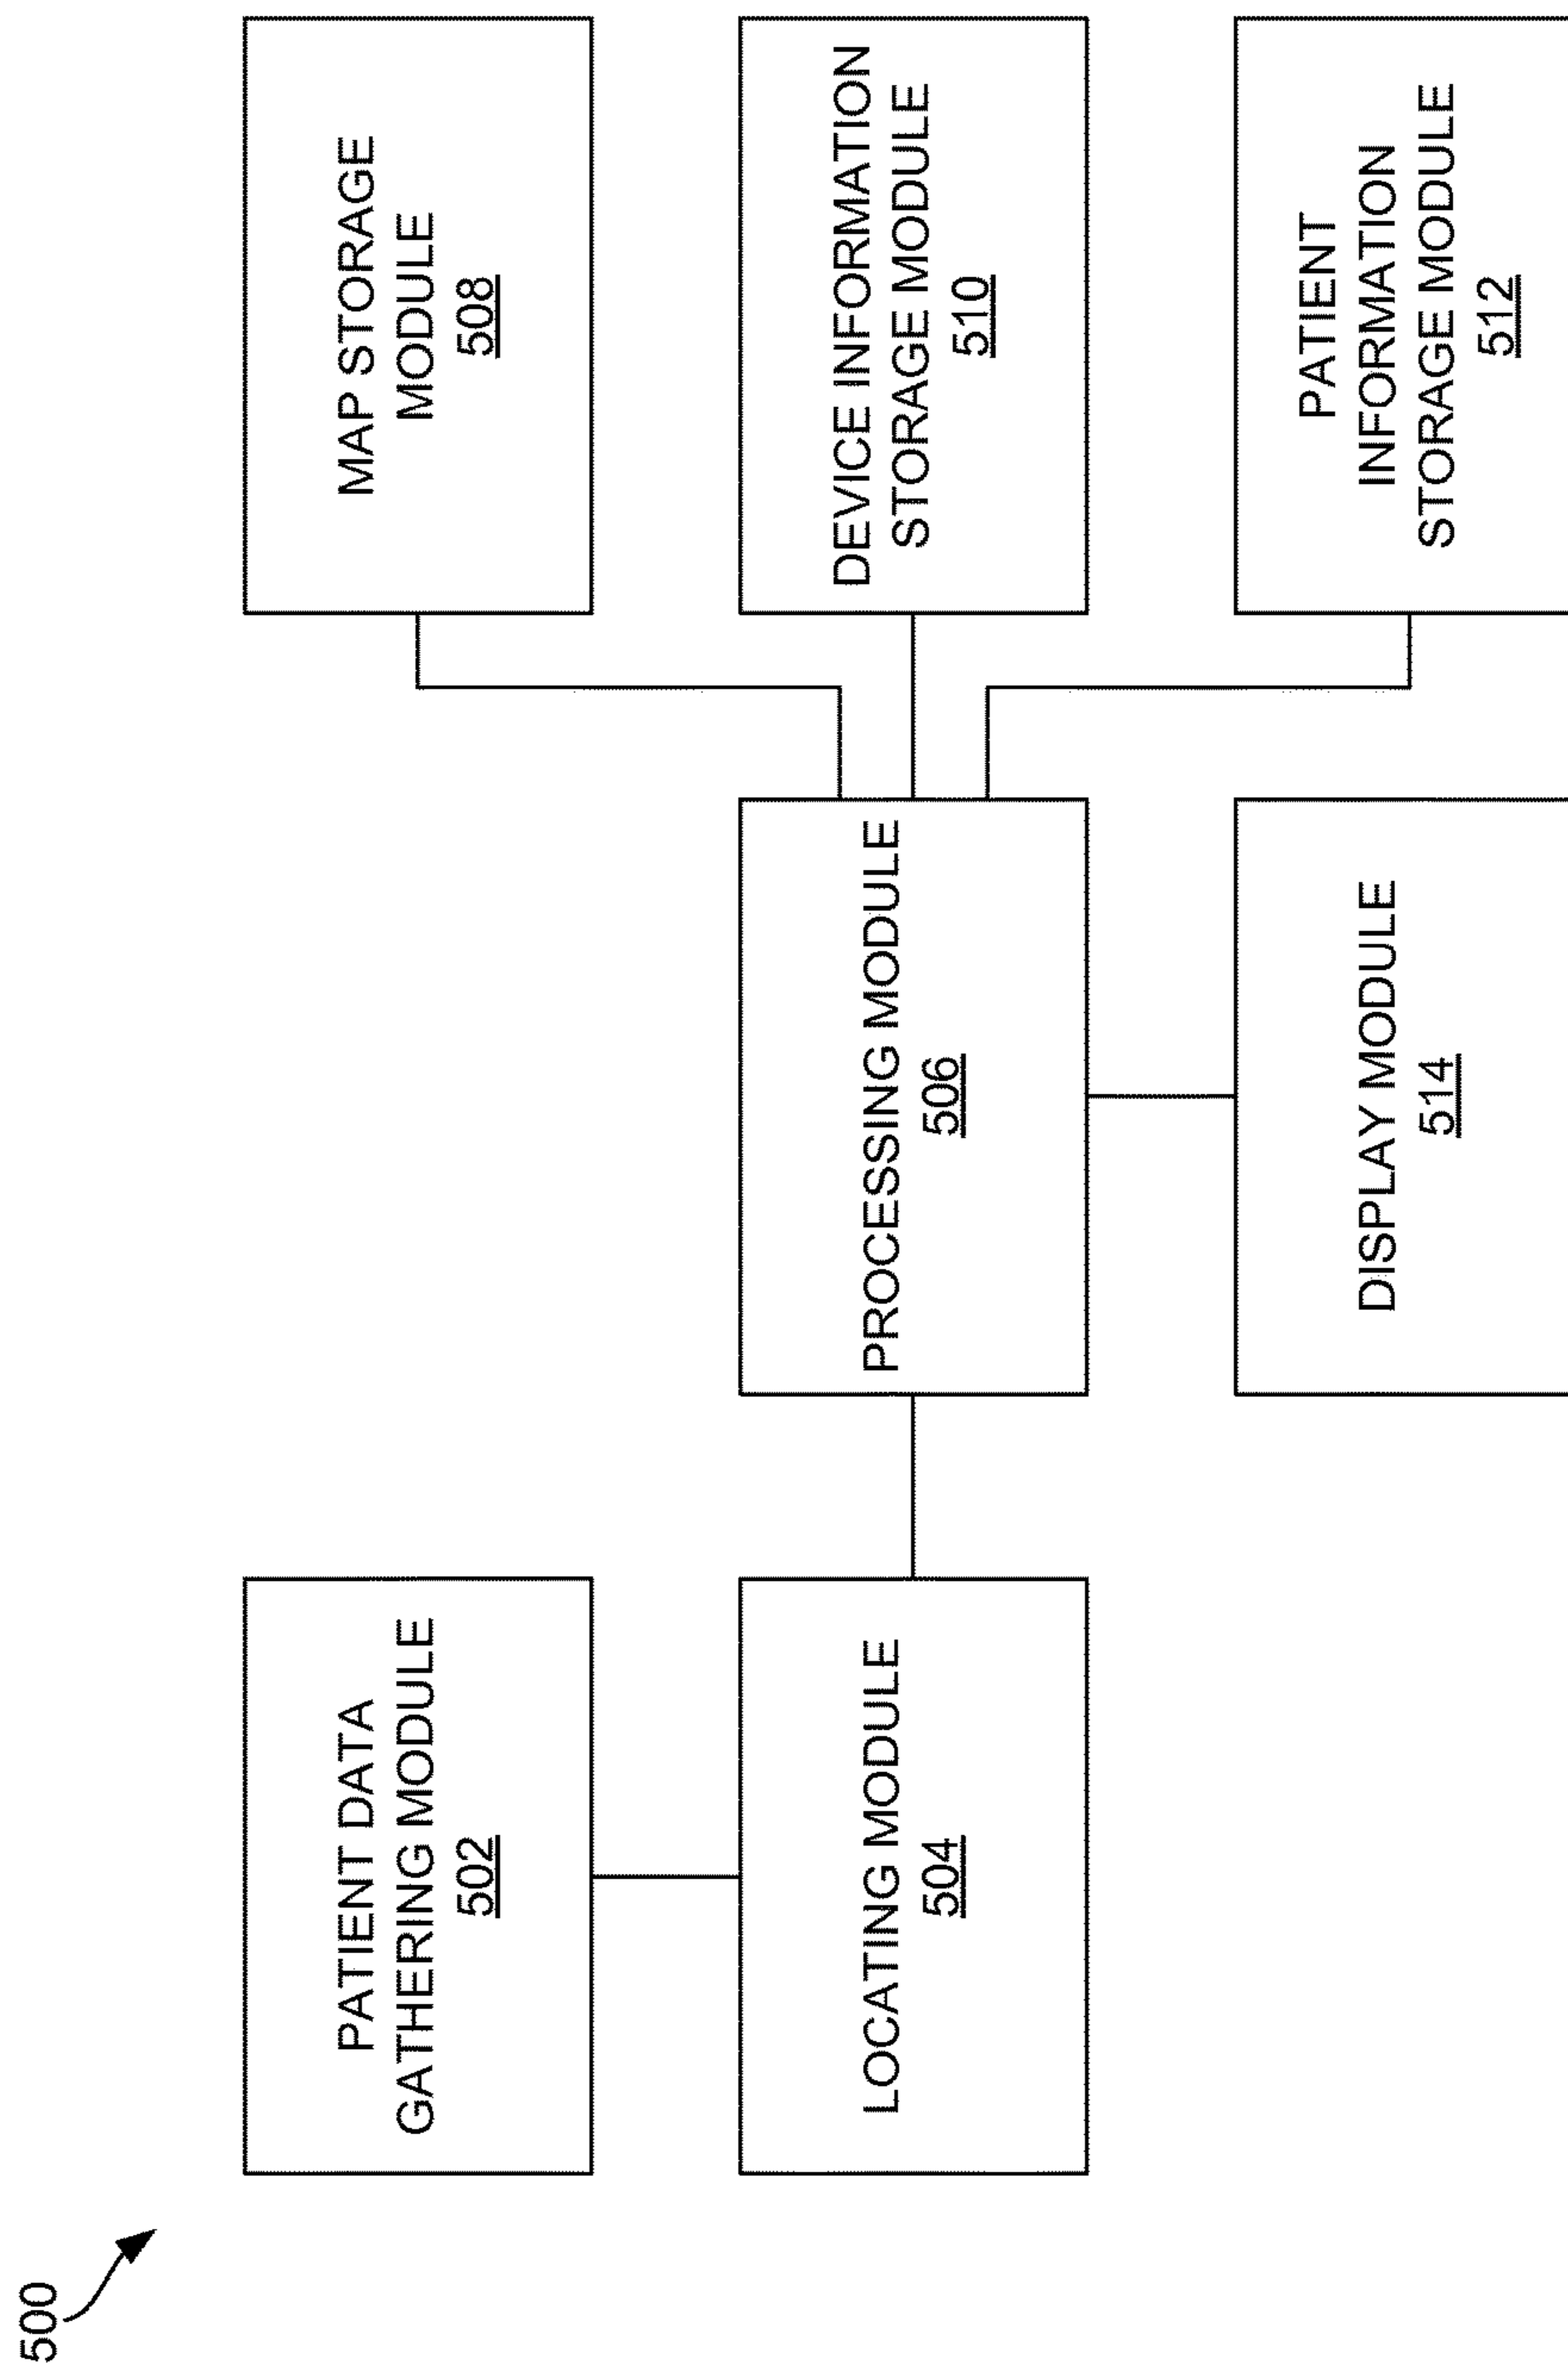 500
PATIENT DATA
GATHERING MODULE
502
LOCATING MODULE
504
PROCESSING MODULE
506
MAP STORAGE
MODULE
508
DEVICE INFORMATION
STORAGE MODULE
510
PATIENT
INFORMATION
STORAGE MODULE
512
DISPLAY MODULE
514